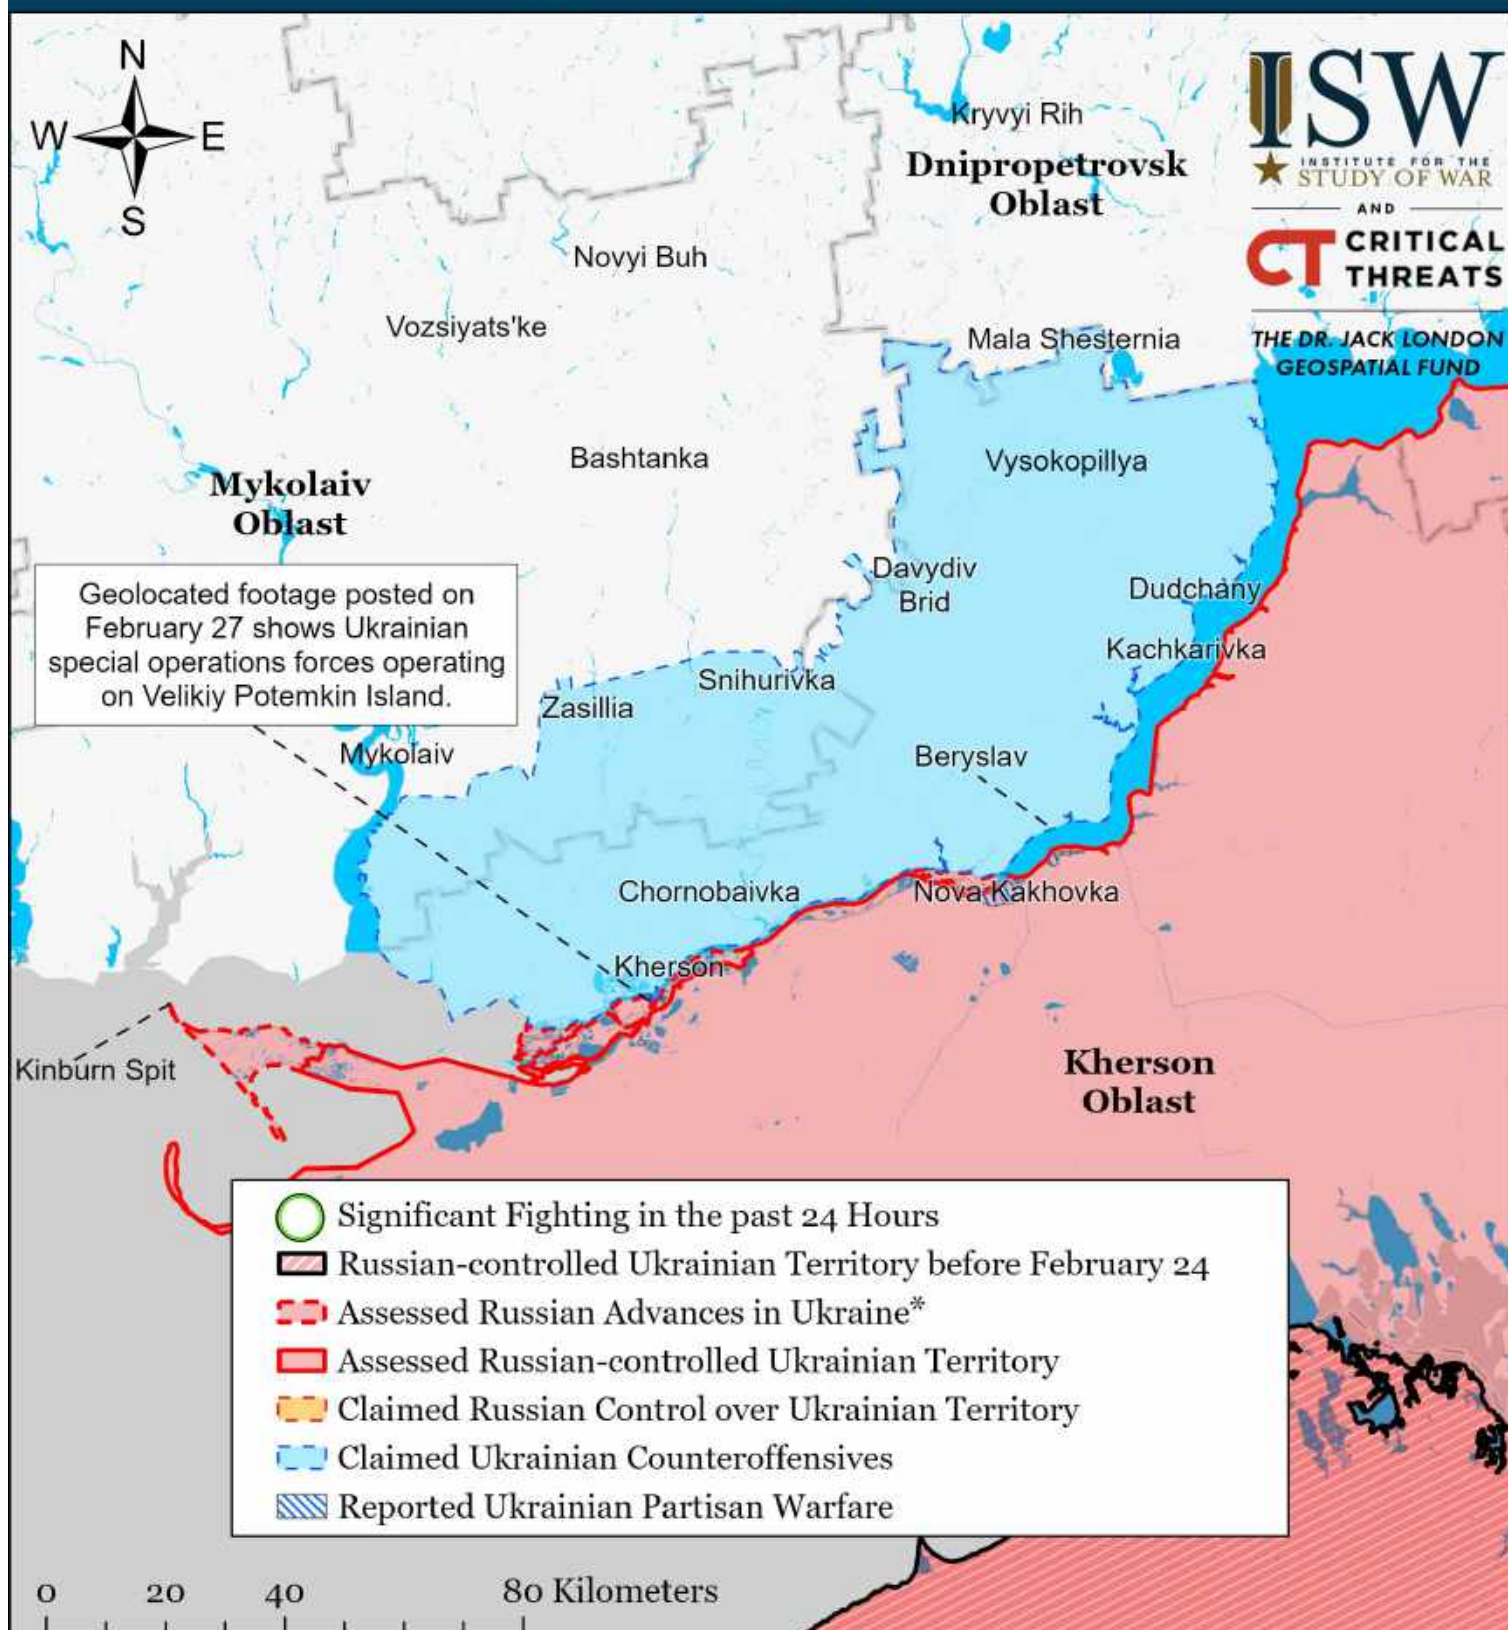 N
W
E
S
ISW
INSTITUTE FOR THE
STUDY OF WAR
AND
CT CRITICAL
THREATS
THE DR. JACK LONDON
GEOSPATIAL FUND
Kryvyi Rih
Dnipropetrovsk
Oblast
Novyi Buh
Vozsiyats'ke
Mala Shesternia
Bashtanka
Vysokopillya
Mykolaiv
Oblast
Geolocated footage posted on
February 27 shows Ukrainian
special operations forces operating
on Velikiy Potemkin Island.
Davydiv
Brid
Dudchany
Kachkarivka
Snihurivka
Zasillia
Mykolaiv
Beryslav
Chornobaivka
Nova Kakhovka
Kherson
Kinburn Spit
Kherson
Oblast
Significant Fighting in the past 24 Hours
Russian-controlled Ukrainian Territory before February 24
Assessed Russian Advances in Ukraine*
Assessed Russian-controlled Ukrainian Territory
Claimed Russian Control over Ukrainian Territory
Claimed Ukrainian Counteroffensives
Reported Ukrainian Partisan Warfare
0 20 40 80 Kilometers